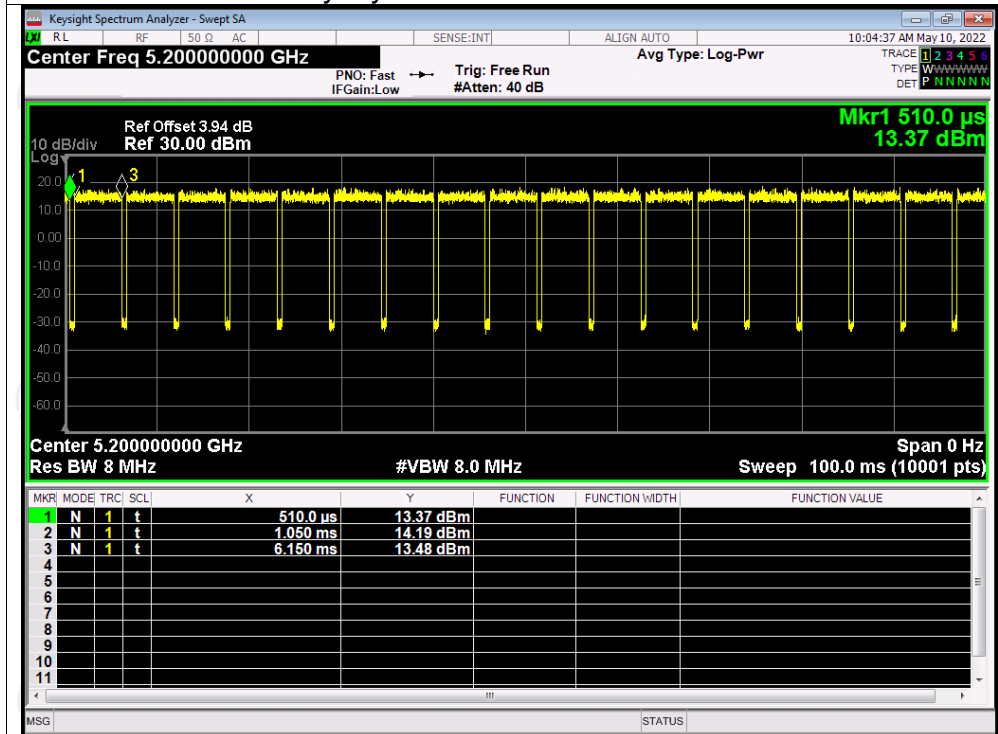 Keysight Spectrum Analyzer - Swept SA
LXI RL RF 50 Ω AC SENSE:INT ALIGN AUTO 10:04:37 AM May 10, 2022
Center Freq 5.200000000 GHz Avg Type: Log-Pwr TRACE 1 2 3 4 5 6
PNO: Fast Trig: Free Run TYPE WWWWWW
IFGain:Low #Atten: 40 dB DET P N N N N N
Mkr1 510.0 µs
Ref Offset 3.94 dB
10 dB/div Ref 30.00 dBm 13.37 dBm
Log
1 3
20.0
10.0
0.00
-10.0
-20.0
-30.0
-40.0
-50.0
-60.0
Center 5.200000000 GHz Span 0 Hz
Res BW 8 MHz #VBW 8.0 MHz Sweep 100.0 ms (10001 pts)
MKR MODE TRC SCL X Y FUNCTION FUNCTION WIDTH FUNCTION VALUE
1 N 1 t 510.0 µs 13.37 dBm
2 N 1 t 1.050 ms 14.19 dBm
3 N 1 t 6.150 ms 13.48 dBm
4
5
6
7
8
9
10
11
MSG STATUS